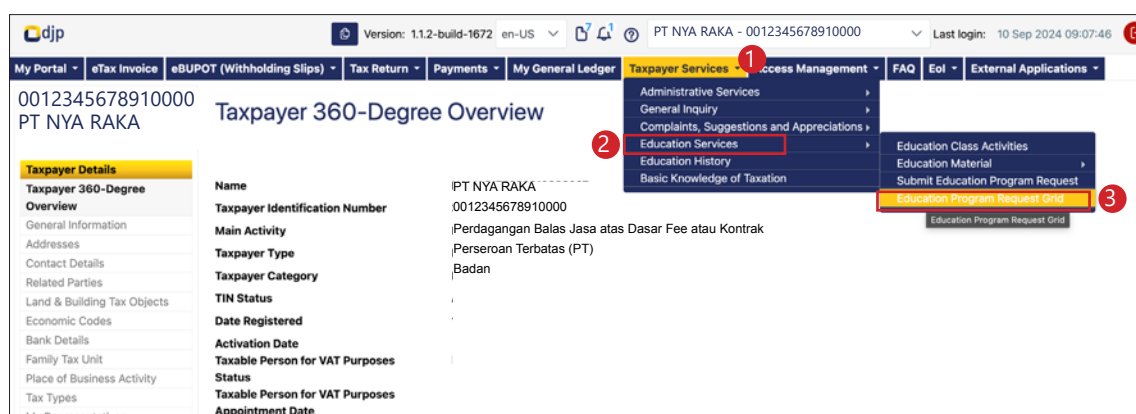 djp
Version: 1.1.2-build-1672 en-US 7 1 PT NYA RAKA - 0012345678910000 Last login: 10 Sep 2024 09:07:46
My Portal eTax Invoice eBUPOT (Withholding Slips) Tax Return Payments My General Ledger Taxpayer Services 1 Access Management FAQ EoI External Applications
0012345678910000
PT NYA RAKA
Taxpayer 360-Degree Overview
Administrative Services
General Inquiry
Complaints, Suggestions and Appreciations
2 Education Services
Education History
Basic Knowledge of Taxation
Education Class Activities
Education Material
Submit Education Program Request
Education Program Request Grid 3
Education Program Request Grid
Taxpayer Details
Taxpayer 360-Degree
Overview
General Information
Addresses
Contact Details
Related Parties
Land & Building Tax Objects
Economic Codes
Bank Details
Family Tax Unit
Place of Business Activity
Tax Types
Name PT NYA RAKA
Taxpayer Identification Number 0012345678910000
Main Activity Perdagangan Balas Jasa atas Dasar Fee atau Kontrak
Taxpayer Type Perseroan Terbatas (PT)
Taxpayer Category Badan
TIN Status
Date Registered
Activation Date
Taxable Person for VAT Purposes
Status
Taxable Person for VAT Purposes
Appointment Date